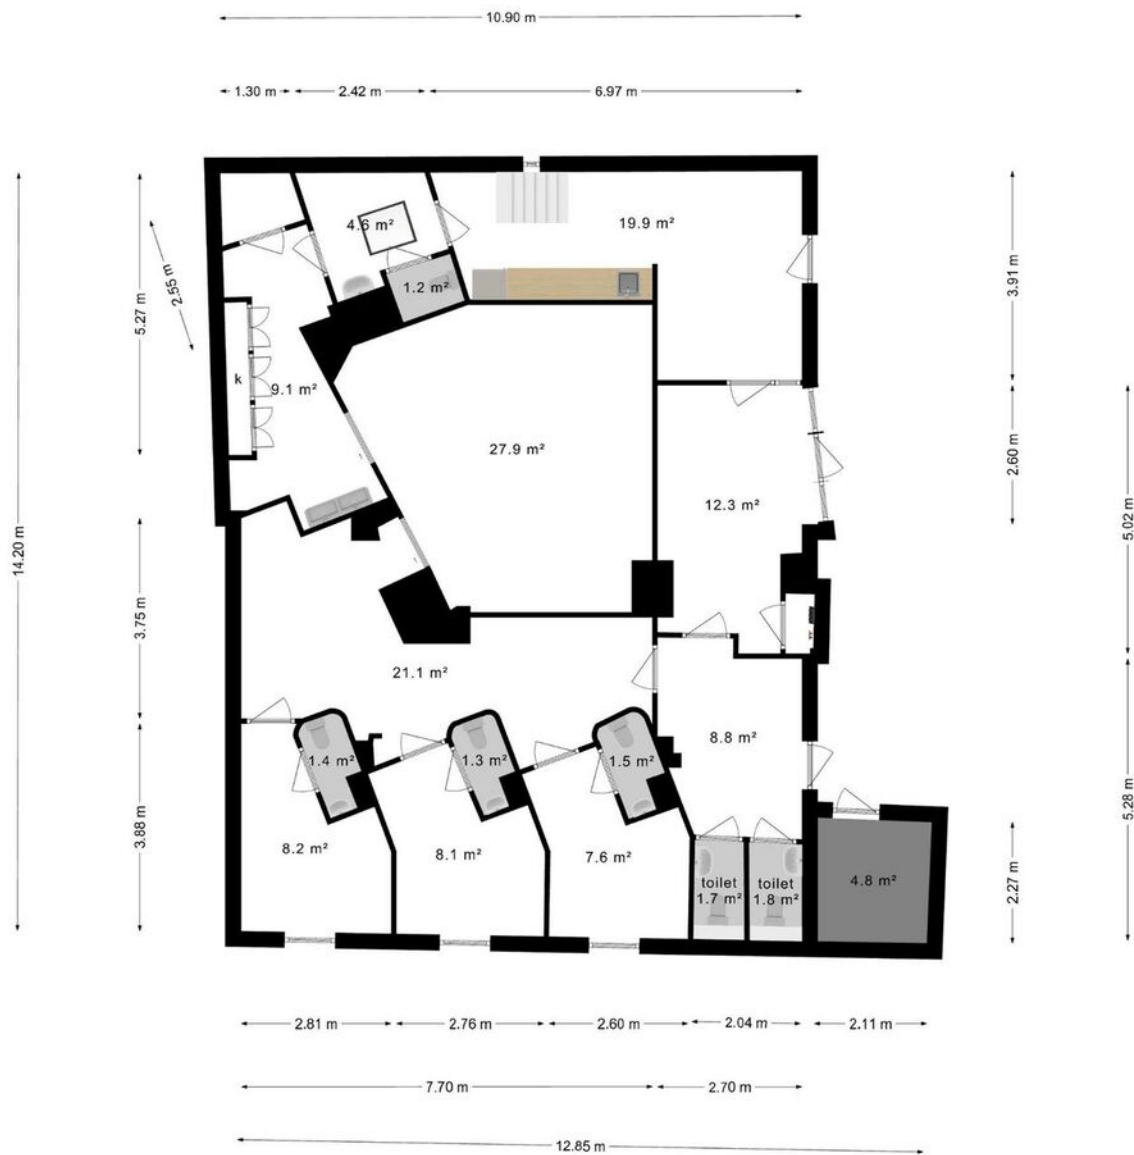 10.90 m
1.30 m
2.42 m
6.97 m
4.6 m²
19.9 m²
1.2 m²
2.55 m
5.27 m
3.91 m
k
9.1 m²
27.9 m²
2.60 m
12.3 m²
5.02 m
14.20 m
3.75 m
21.1 m²
8.8 m²
1.4 m²
1.3 m²
1.5 m²
5.28 m
3.88 m
8.2 m²
8.1 m²
7.6 m²
toilet
1.7 m²
toilet
1.8 m²
4.8 m²
2.27 m
2.81 m
2.76 m
2.60 m
2.04 m
2.11 m
7.70 m
2.70 m
12.85 m